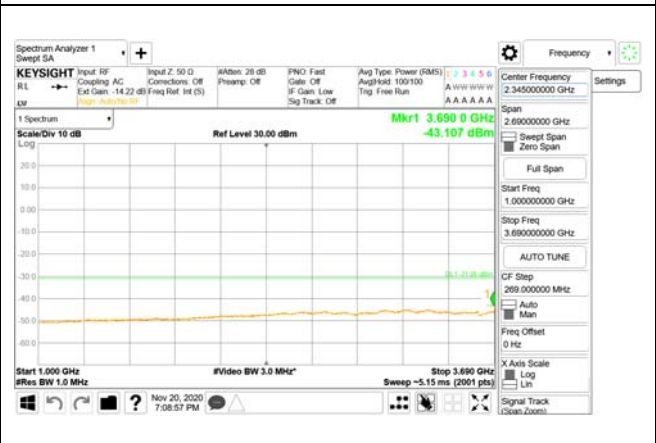 Spectrum Analyzer 1
Swept SA
Frequency
KEYSIGHT
RL
Input: RF
Coupling: AC
Ext Gain: -14.22 dB
Align: Auto/No RF
Input Z: 50 Ω
Corrections: Off
Freq Ref: Int (S)
#Atten: 28 dB
Preamp: Off
PNO: Fast
Gate: Off
IF Gain: Low
Sig Track: Off
Avg Type: Power (RMS)
Avg|Hold: 100/100
Trig: Free Run
1 2 3 4 5 6
A W W W W W
A A A A A A
Settings
1 Spectrum
Scale/Div 10 dB
Ref Level 30.00 dBm
Mkr1 3.690 0 GHz
-43.107 dBm
Log
20.0
10.0
0.00
-10.0
-20.0
-30.0
-40.0
-50.0
-60.0
1
Start 1.000 GHz
#Video BW 3.0 MHz*
Stop 3.690 GHz
#Res BW 1.0 MHz
Sweep ~5.15 ms (2001 pts)
Center Frequency
2.345000000 GHz
Span
2.69000000 GHz
Swept Span
Zero Span
Full Span
Start Freq
1.000000000 GHz
Stop Freq
3.690000000 GHz
AUTO TUNE
CF Step
269.000000 MHz
Auto
Man
Freq Offset
0 Hz
X Axis Scale
Log
Lin
Signal Track
(Span Zoom)
?
Nov 20, 2020
7:08:57 PM